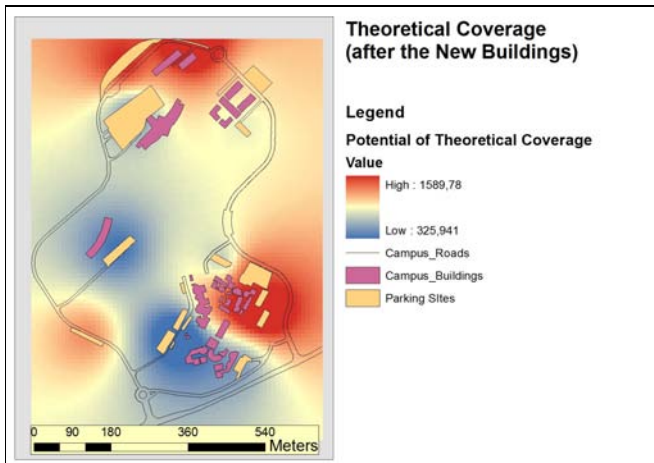 Theoretical Coverage
(after the New Buildings)
Legend
Potential of Theoretical Coverage
Value
High : 1589,78
Low : 325,941
Campus_Roads
Campus_Buildings
Parking SItes
0 90 180 360 540
Meters